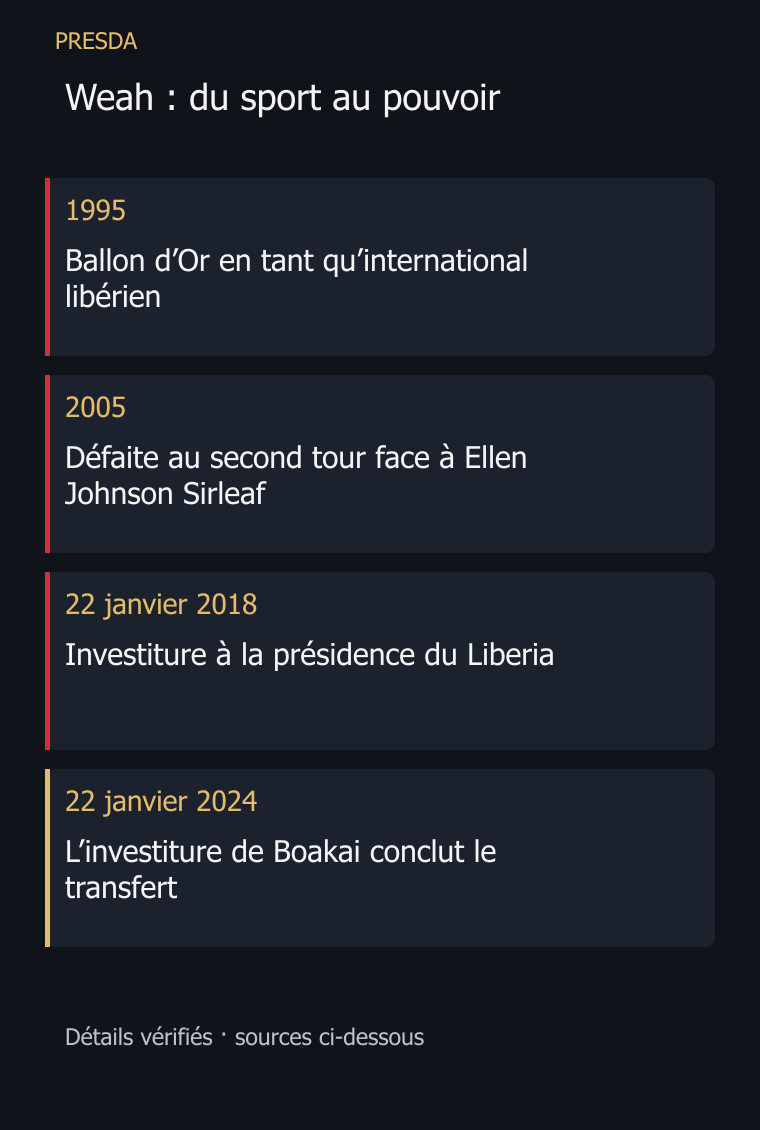 PRESDA
Weah : du sport au pouvoir
1995
Ballon d’Or en tant qu’international
libérien
2005
Défaite au second tour face à Ellen
Johnson Sirleaf
22 janvier 2018
Investiture à la présidence du Liberia
22 janvier 2024
L’investiture de Boakai conclut le
transfert
Détails vérifiés · sources ci-dessous